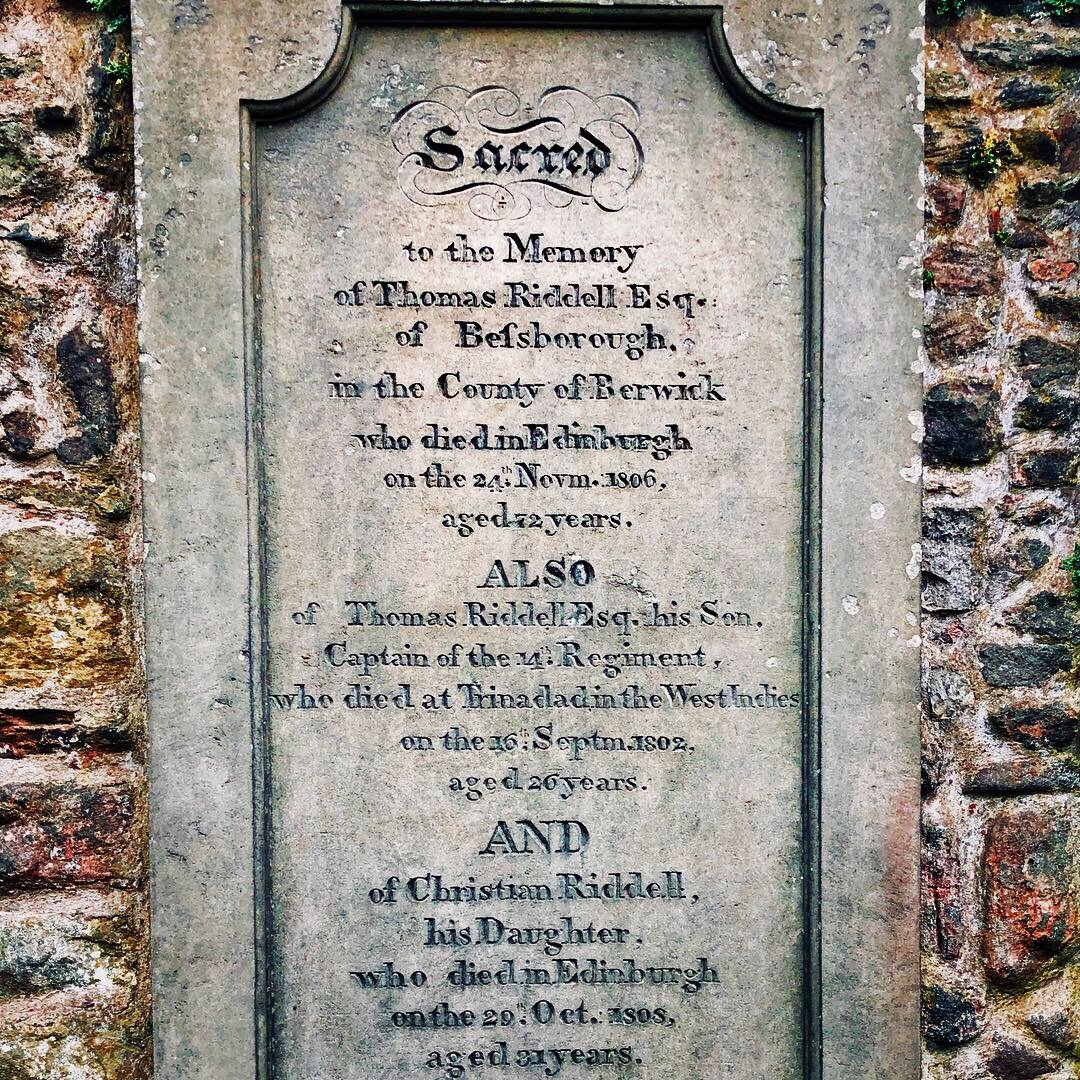 Sacred
to the Memory
of Thomas Riddell Esq.
of Beſsborough,
in the County of Berwick
who died in Edinburgh
on the 24th Novm. 1806,
aged 72 years.
ALSO
of Thomas Riddell Esq. his Son,
Captain of the 14th Regiment,
who died at Trinadad, in the West Indies
on the 16th Septm. 1802,
aged 26 years.
AND
of Christian Riddell,
his Daughter,
who died in Edinburgh
on the 29th Oct. 1808,
aged 31 years.